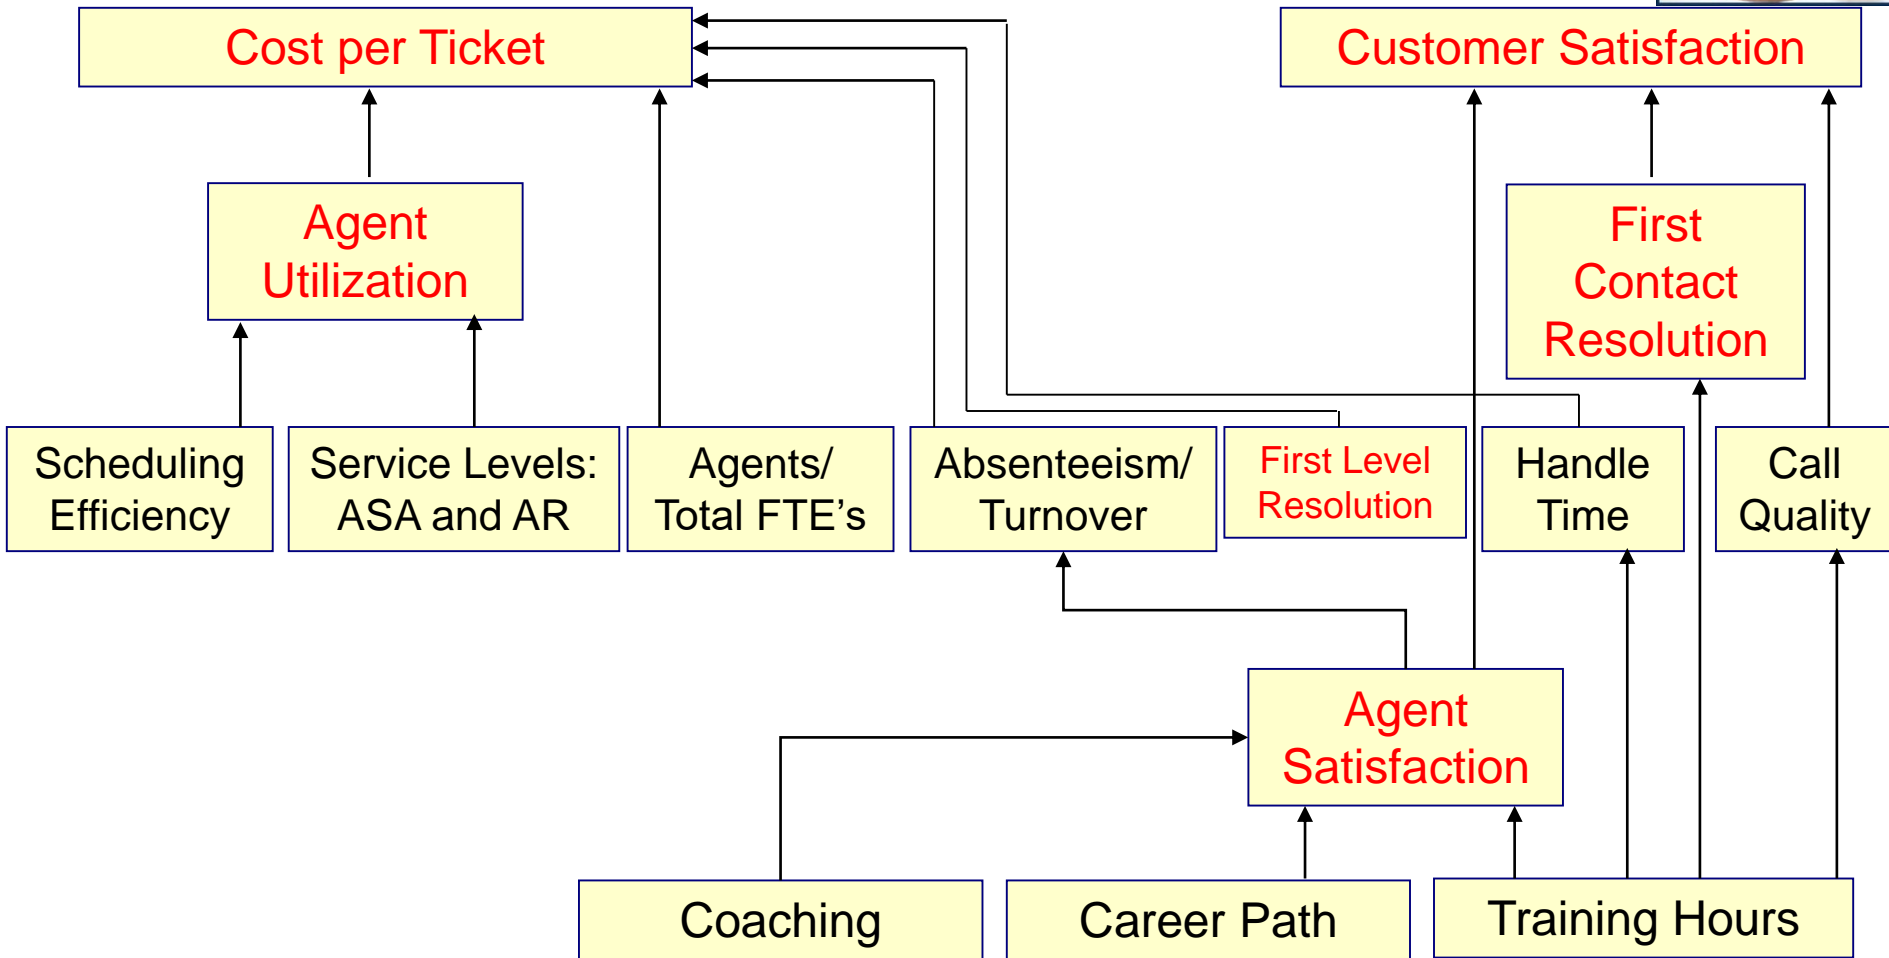 Cost per Ticket
Customer Satisfaction
Agent
Utilization
First
Contact
Resolution
Scheduling
Efficiency
Service Levels:
ASA and AR
Agents/
Total FTE’s
Absenteeism/
Turnover
First Level
Resolution
Handle
Time
Call
Quality
Agent
Satisfaction
Coaching
Career Path
Training Hours